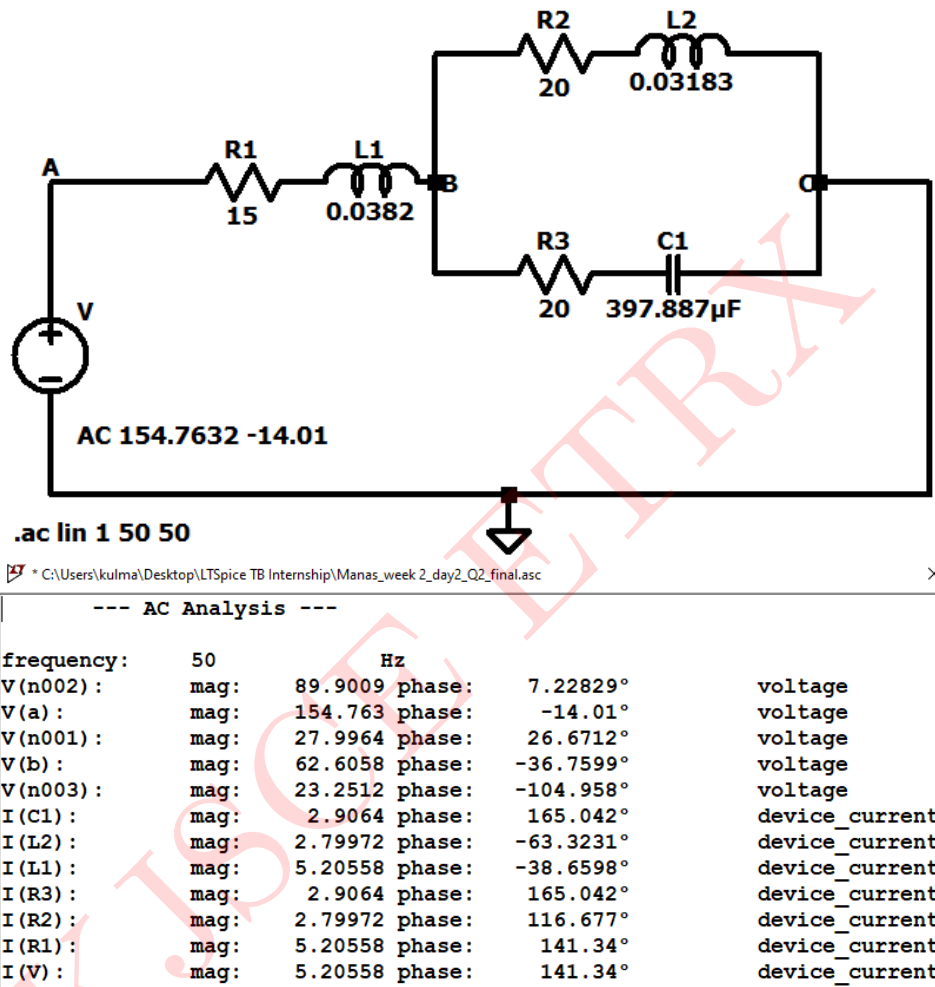 R2 L2
20 0.03183
A R1 L1 B C
15 0.0382
R3 C1
20 397.887µF
V
AC 154.7632 -14.01
.ac lin 1 50 50
* C:\Users\kulma\Desktop\LTSpice TB Internship\Manas_week 2_day2_Q2_final.asc
--- AC Analysis ---
frequency: 50 Hz
V(n002): mag: 89.9009 phase: 7.22829° voltage
V(a): mag: 154.763 phase: -14.01° voltage
V(n001): mag: 27.9964 phase: 26.6712° voltage
V(b): mag: 62.6058 phase: -36.7599° voltage
V(n003): mag: 23.2512 phase: -104.958° voltage
I(C1): mag: 2.9064 phase: 165.042° device_current
I(L2): mag: 2.79972 phase: -63.3231° device_current
I(L1): mag: 5.20558 phase: -38.6598° device_current
I(R3): mag: 2.9064 phase: 165.042° device_current
I(R2): mag: 2.79972 phase: 116.677° device_current
I(R1): mag: 5.20558 phase: 141.34° device_current
I(V): mag: 5.20558 phase: 141.34° device_current
KJSCE ETRX